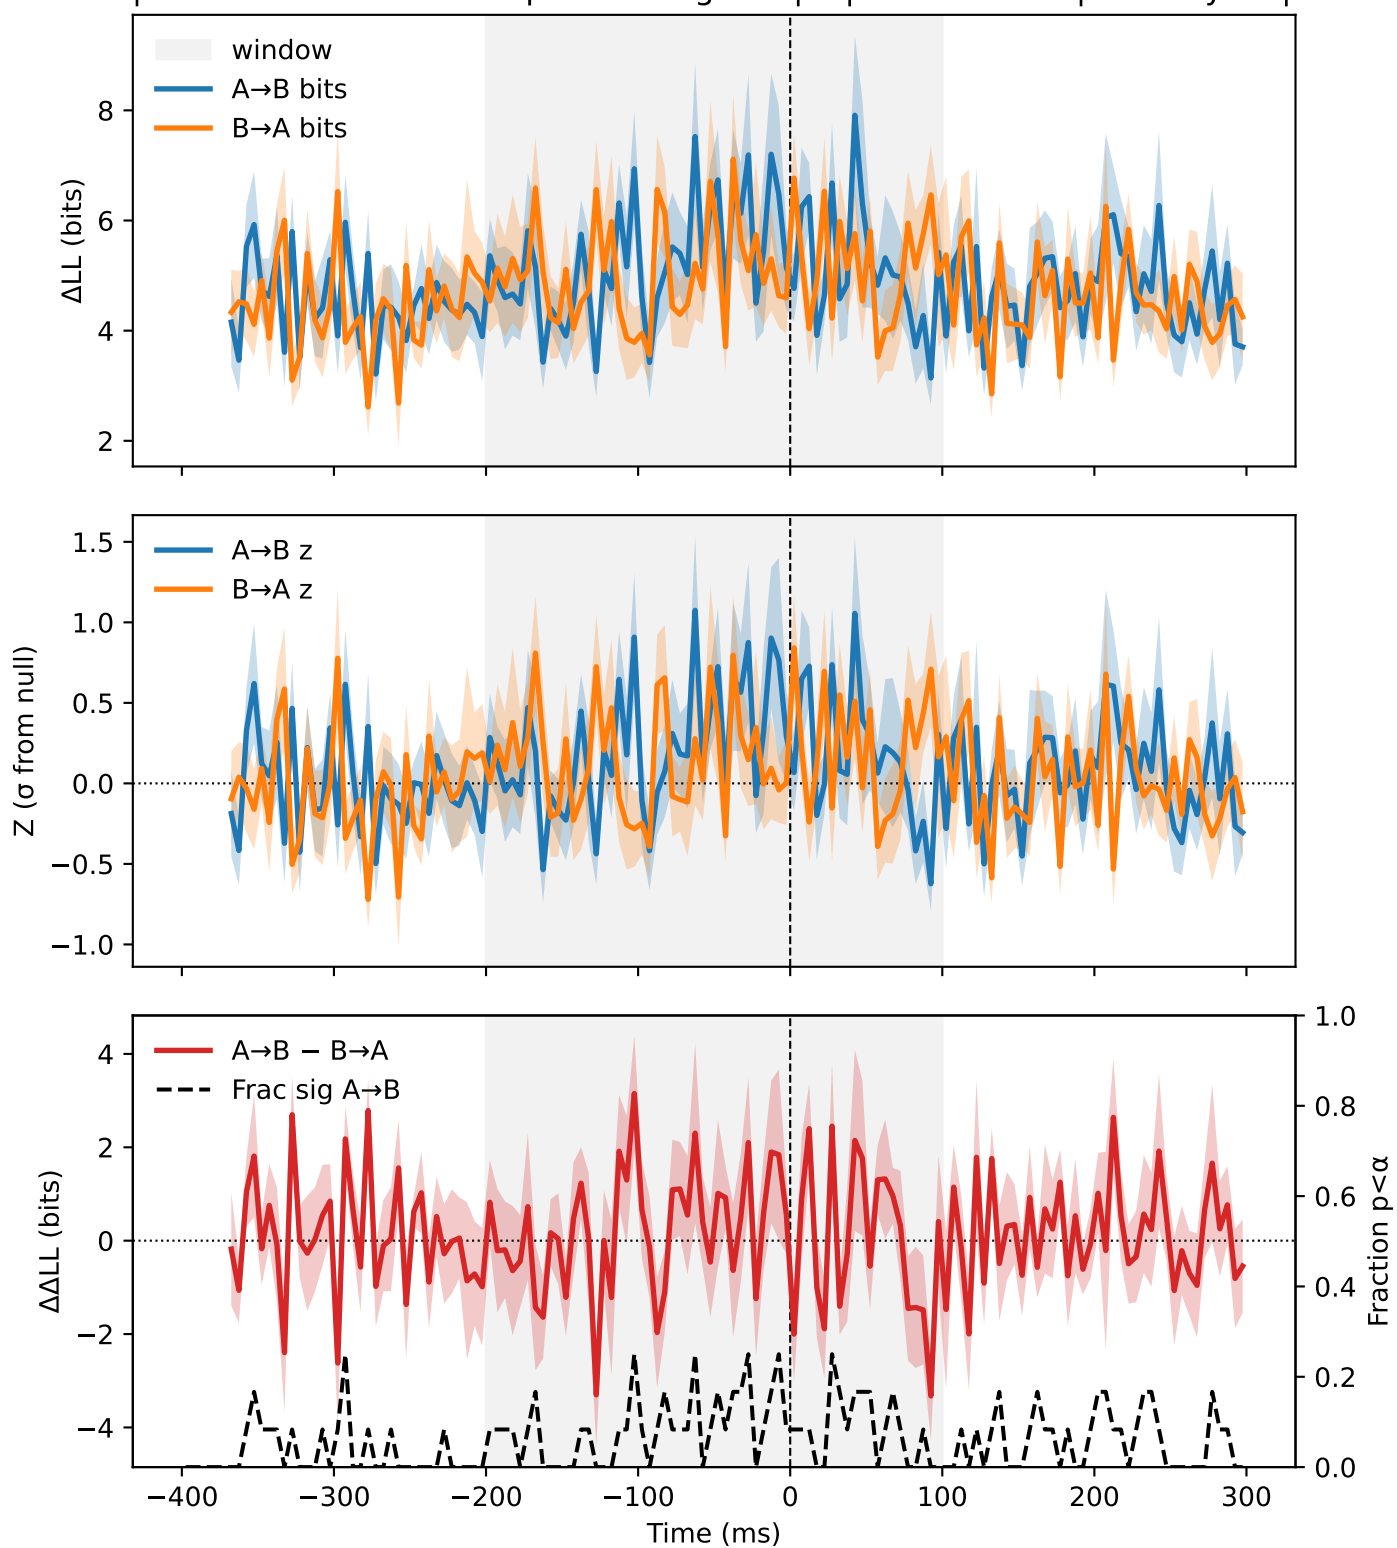 window
A→B bits
B→A bits
ΔLL (bits)
8
6
4
2
A→B z
B→A z
Z (σ from null)
1.5
1.0
0.5
0.0
−0.5
−1.0
A→B − B→A
Frac sig A→B
ΔΔLL (bits)
4
2
0
−2
−4
1.0
0.8
0.6
0.4
0.2
0.0
Fraction p<α
−400
−300
−200
−100
0
100
200
300
Time (ms)